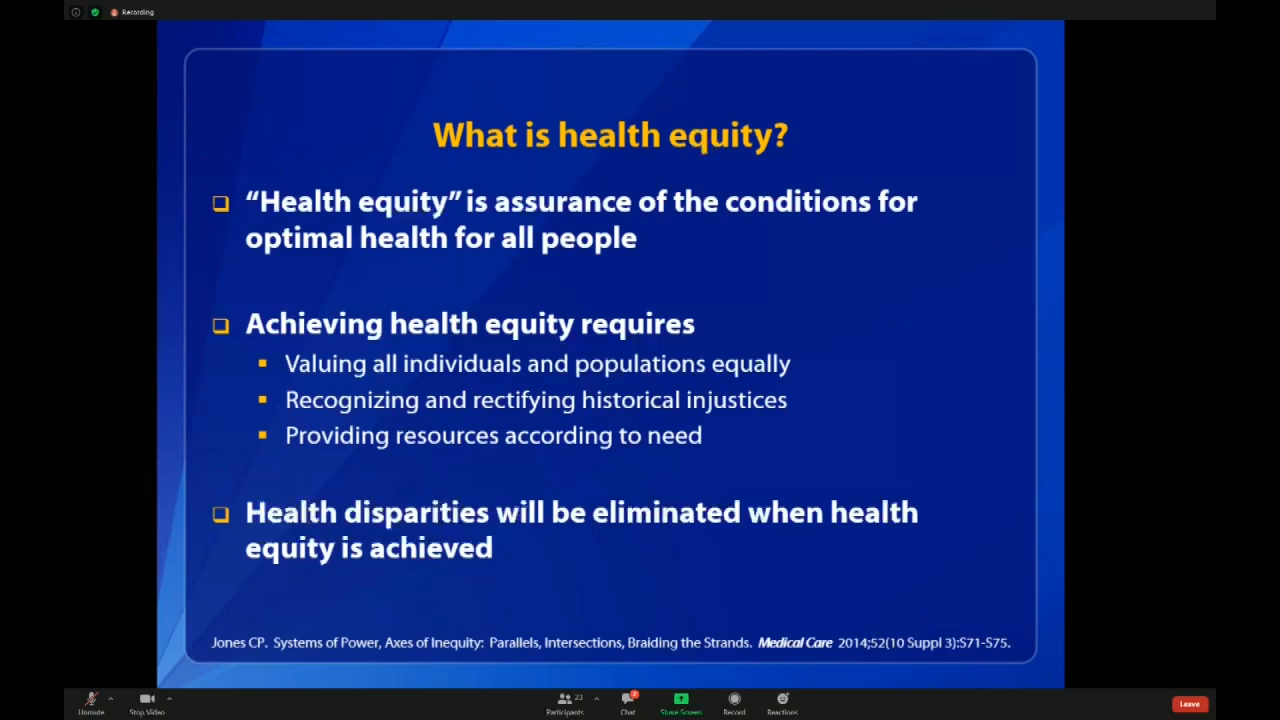 Recording
What is health equity?
“Health equity” is assurance of the conditions for
optimal health for all people
Achieving health equity requires
Valuing all individuals and populations equally
Recognizing and rectifying historical injustices
Providing resources according to need
Health disparities will be eliminated when health
equity is achieved
Jones CP. Systems of Power, Axes of Inequity: Parallels, Intersections, Braiding the Strands. Medical Care 2014;52(10 Suppl 3):S71-S75.
Unmute Stop Video Participants 23 Chat 2 Share Screen Record Reactions Leave